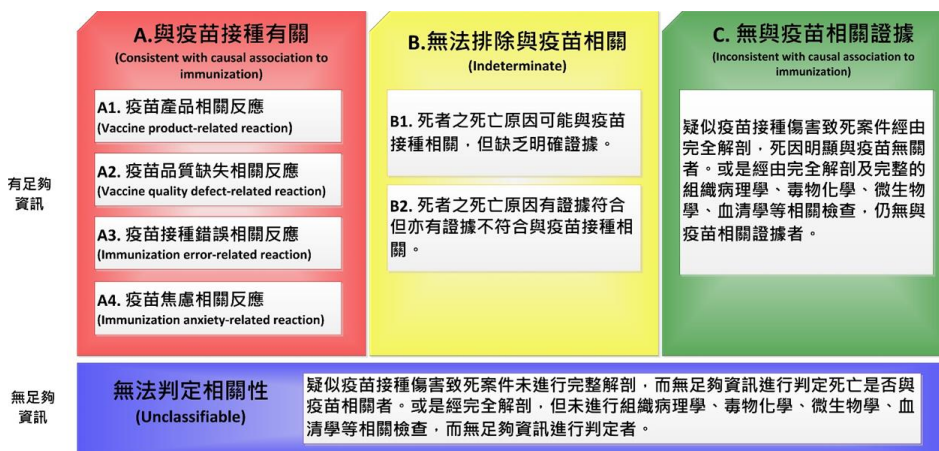 A.與疫苗接種有關
(Consistent with causal association to
immunization)
A1. 疫苗產品相關反應
(Vaccine product-related reaction)
A2. 疫苗品質缺失相關反應
(Vaccine quality defect-related reaction)
A3. 疫苗接種錯誤相關反應
(Immunization error-related reaction)
A4. 疫苗焦慮相關反應
(Immunization anxiety-related reaction)
B.無法排除與疫苗相關
(Indeterminate)
B1. 死者之死亡原因可能與疫苗
接種相關，但缺乏明確證據。
B2. 死者之死亡原因有證據符合
但亦有證據不符合與疫苗接種相
關。
C. 無與疫苗相關證據
(Inconsistent with causal association to
immunization)
疑似疫苗接種傷害致死案件經由
完全解剖，死因明顯與疫苗無關
者。或是經由完全解剖及完整的
組織病理學、毒物化學、微生物
學、血清學等相關檢查，仍無與
疫苗相關證據者。
有足夠
資訊
無足夠
資訊
無法判定相關性
(Unclassifiable)
疑似疫苗接種傷害致死案件未進行完整解剖，而無足夠資訊進行判定死亡是否與
疫苗相關者。或是經完全解剖，但未進行組織病理學、毒物化學、微生物學、血
清學等相關檢查，而無足夠資訊進行判定者。